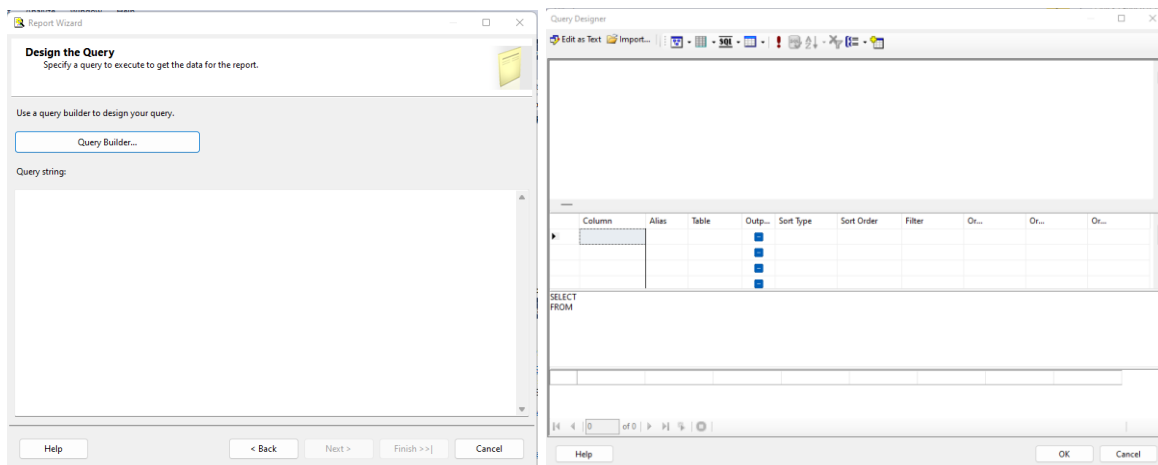 Report Wizard
Design the Query
Specify a query to execute to get the data for the report.
Use a query builder to design your query.
Query Builder...
Query string:
Help
< Back
Next >
Finish >>|
Cancel
Query Designer
Edit as Text
Import...
SQL
Column Alias Table Outp... Sort Type Sort Order Filter Or... Or... Or...
SELECT
FROM
0 of 0
Help
OK
Cancel